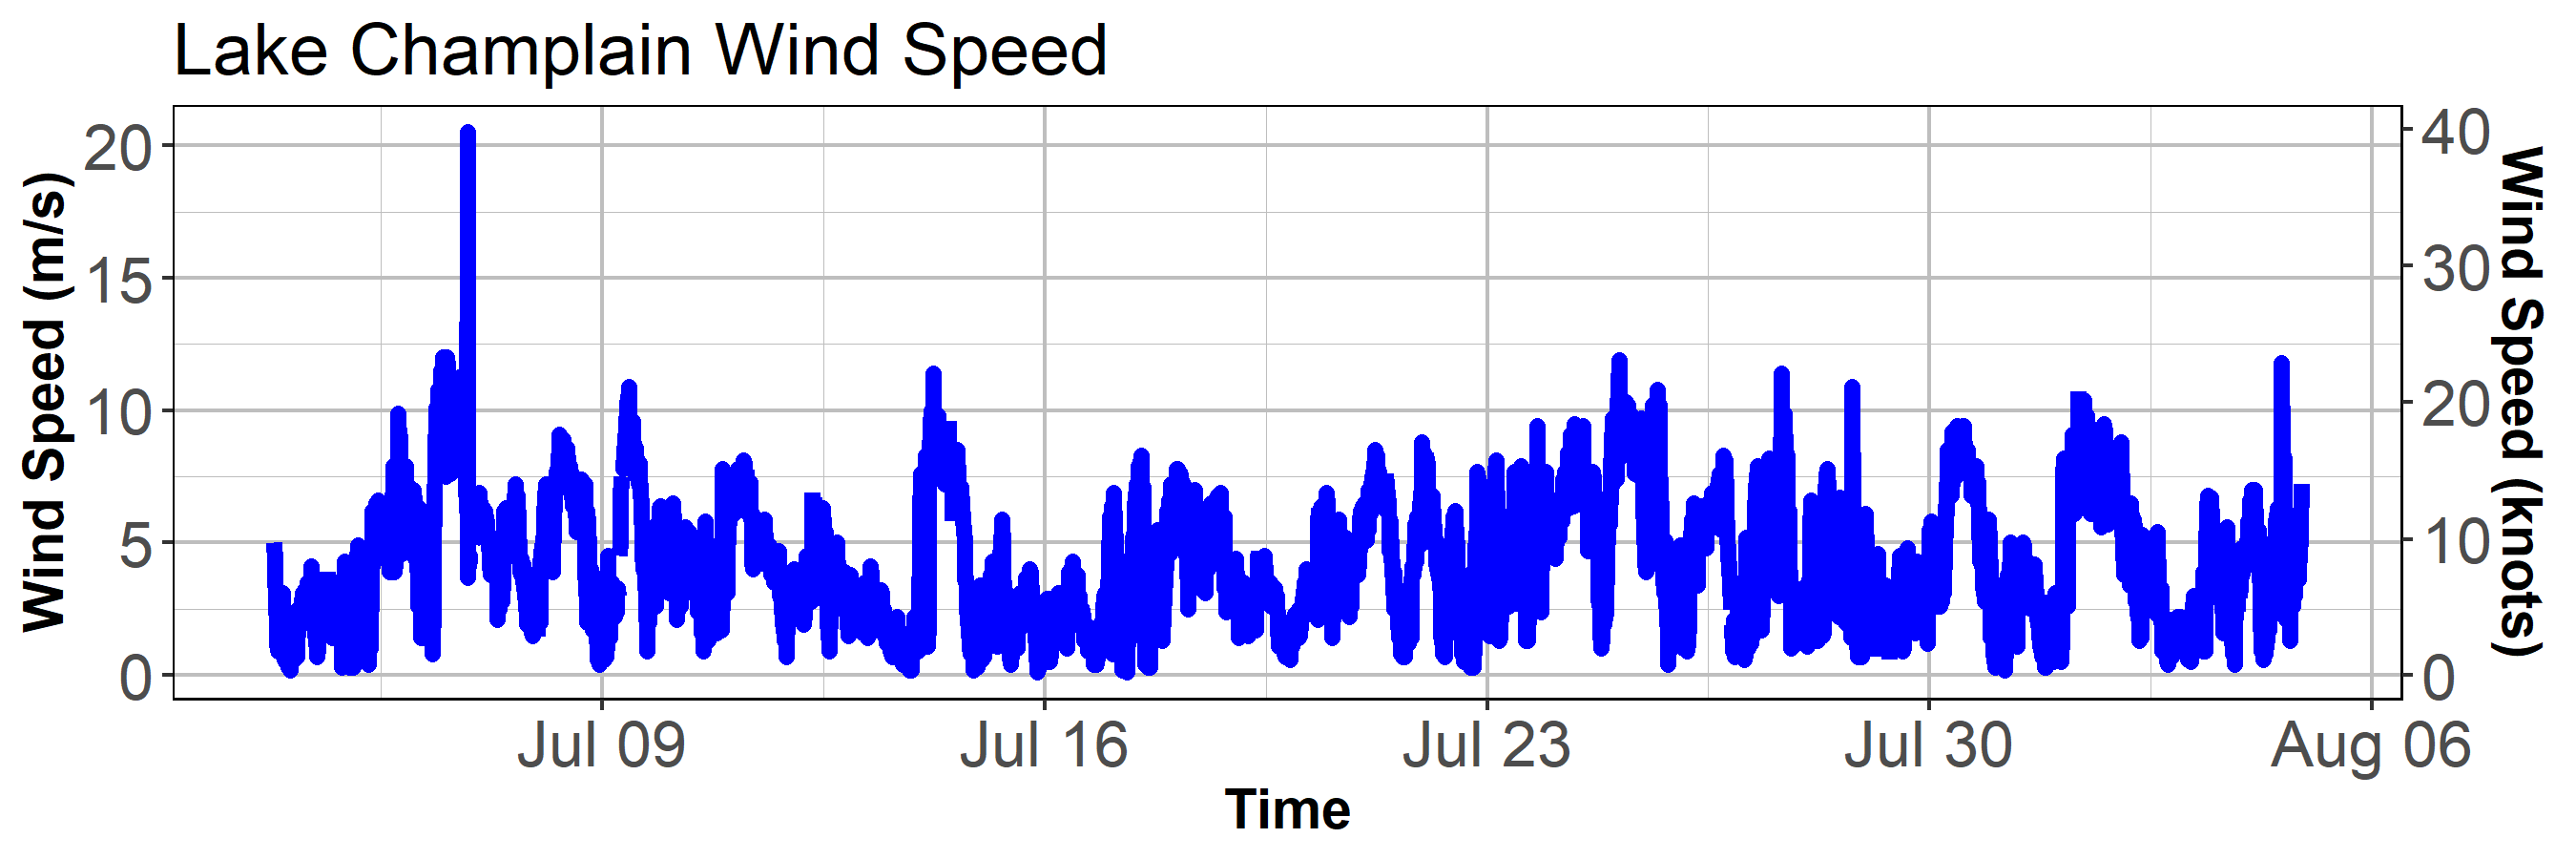 Lake Champlain Wind Speed
Wind Speed (m/s)
20
15
10
5
0
40
30
20
10
0
Wind Speed (knots)
Jul 09
Jul 16
Jul 23
Jul 30
Aug 06
Time